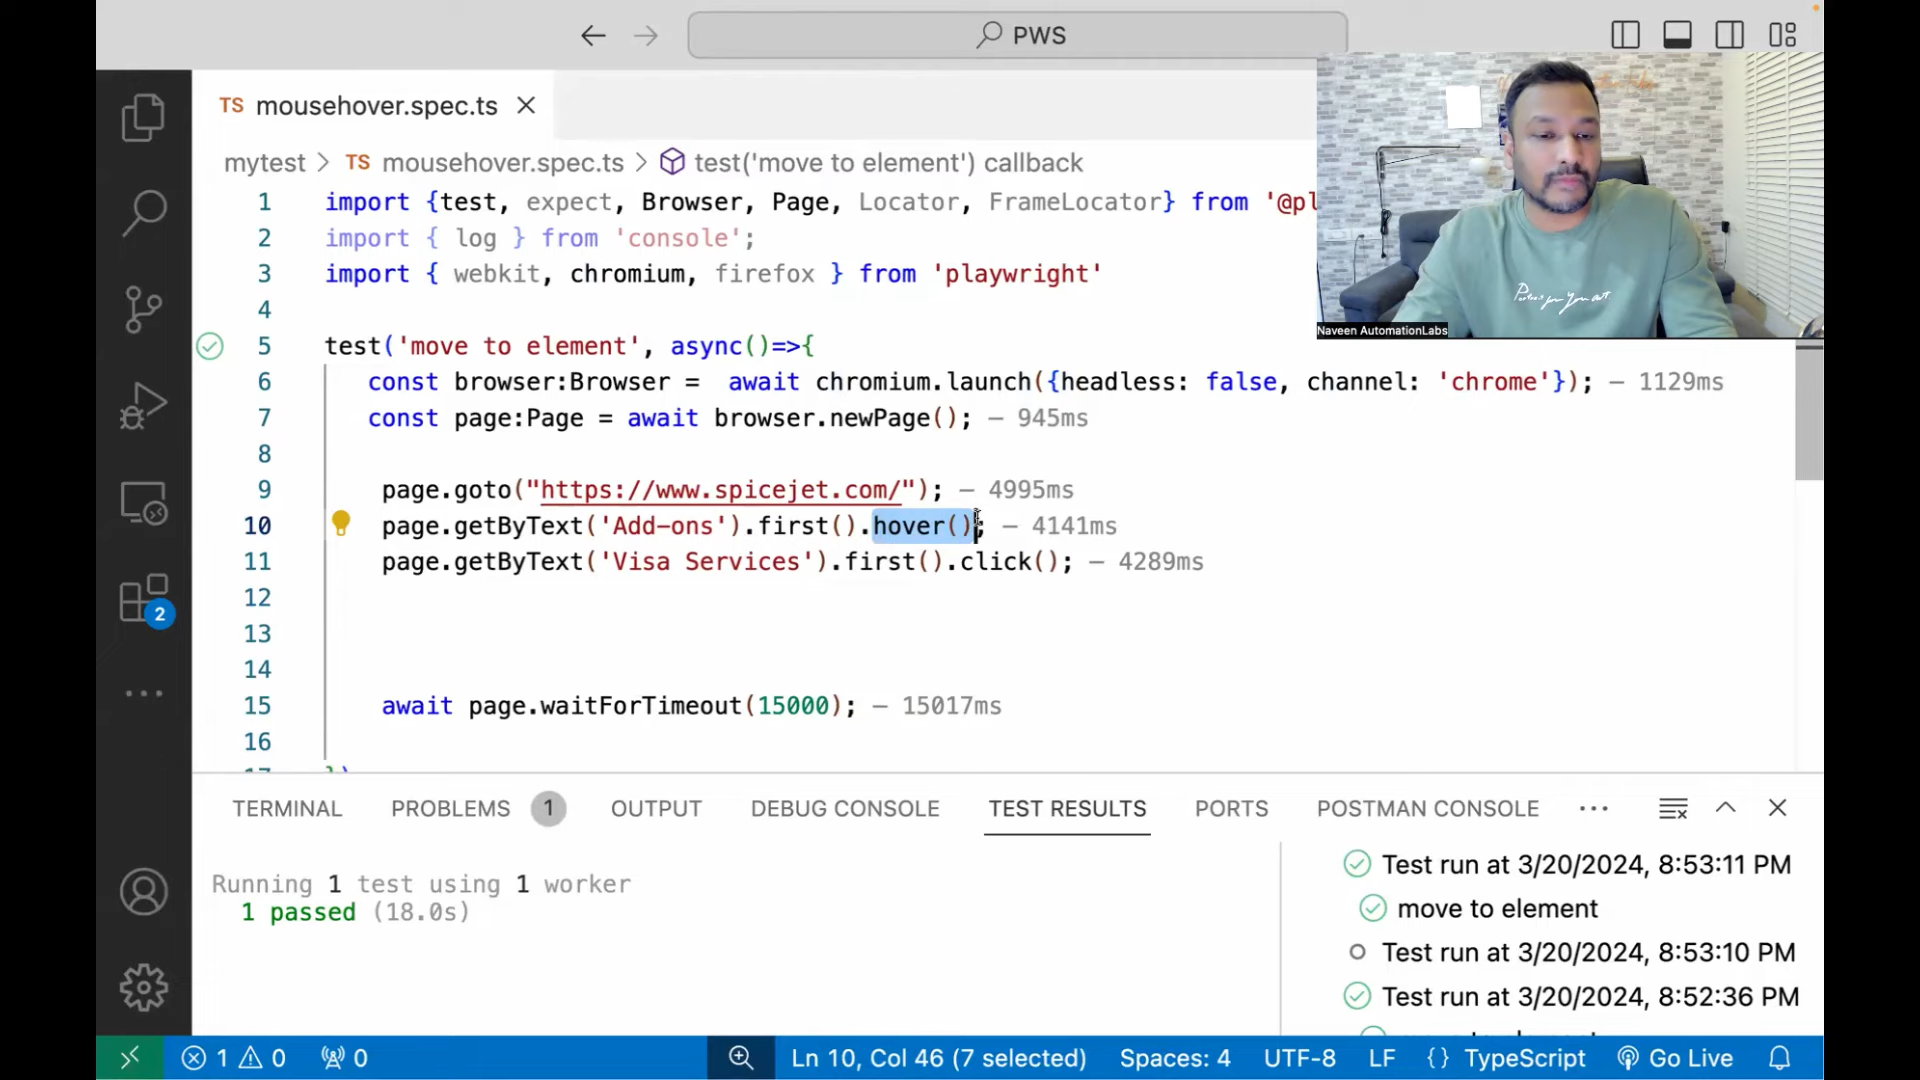 PWS
TS mousehover.spec.ts
mytest > TS mousehover.spec.ts > test('move to element') callback
1 import {test, expect, Browser, Page, Locator, FrameLocator} from '@pl
2 import { log } from 'console';
3 import { webkit, chromium, firefox } from 'playwright'
4
5 test('move to element', async()=>{
6 const browser:Browser = await chromium.launch({headless: false, channel: 'chrome'}); — 1129ms
7 const page:Page = await browser.newPage(); — 945ms
8
9 page.goto("https://www.spicejet.com/"); — 4995ms
10 page.getByText('Add-ons').first().hover(); — 4141ms
11 page.getByText('Visa Services').first().click(); — 4289ms
12
13
14
15 await page.waitForTimeout(15000); — 15017ms
16
Naveen AutomationLabs
2
TERMINAL PROBLEMS 1 OUTPUT DEBUG CONSOLE TEST RESULTS PORTS POSTMAN CONSOLE
Running 1 test using 1 worker
1 passed (18.0s)
Test run at 3/20/2024, 8:53:11 PM
move to element
Test run at 3/20/2024, 8:53:10 PM
Test run at 3/20/2024, 8:52:36 PM
1 0 0 Ln 10, Col 46 (7 selected) Spaces: 4 UTF-8 LF {} TypeScript Go Live